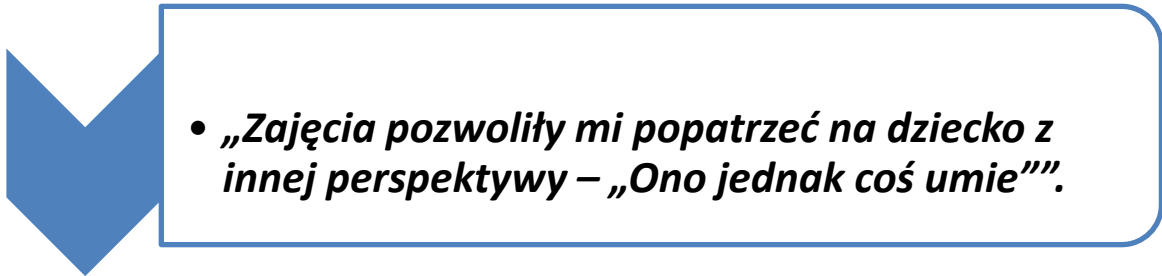 • „Zajęcia pozwoliły mi popatrzeć na dziecko z
innej perspektywy – „Ono jednak coś umie””.